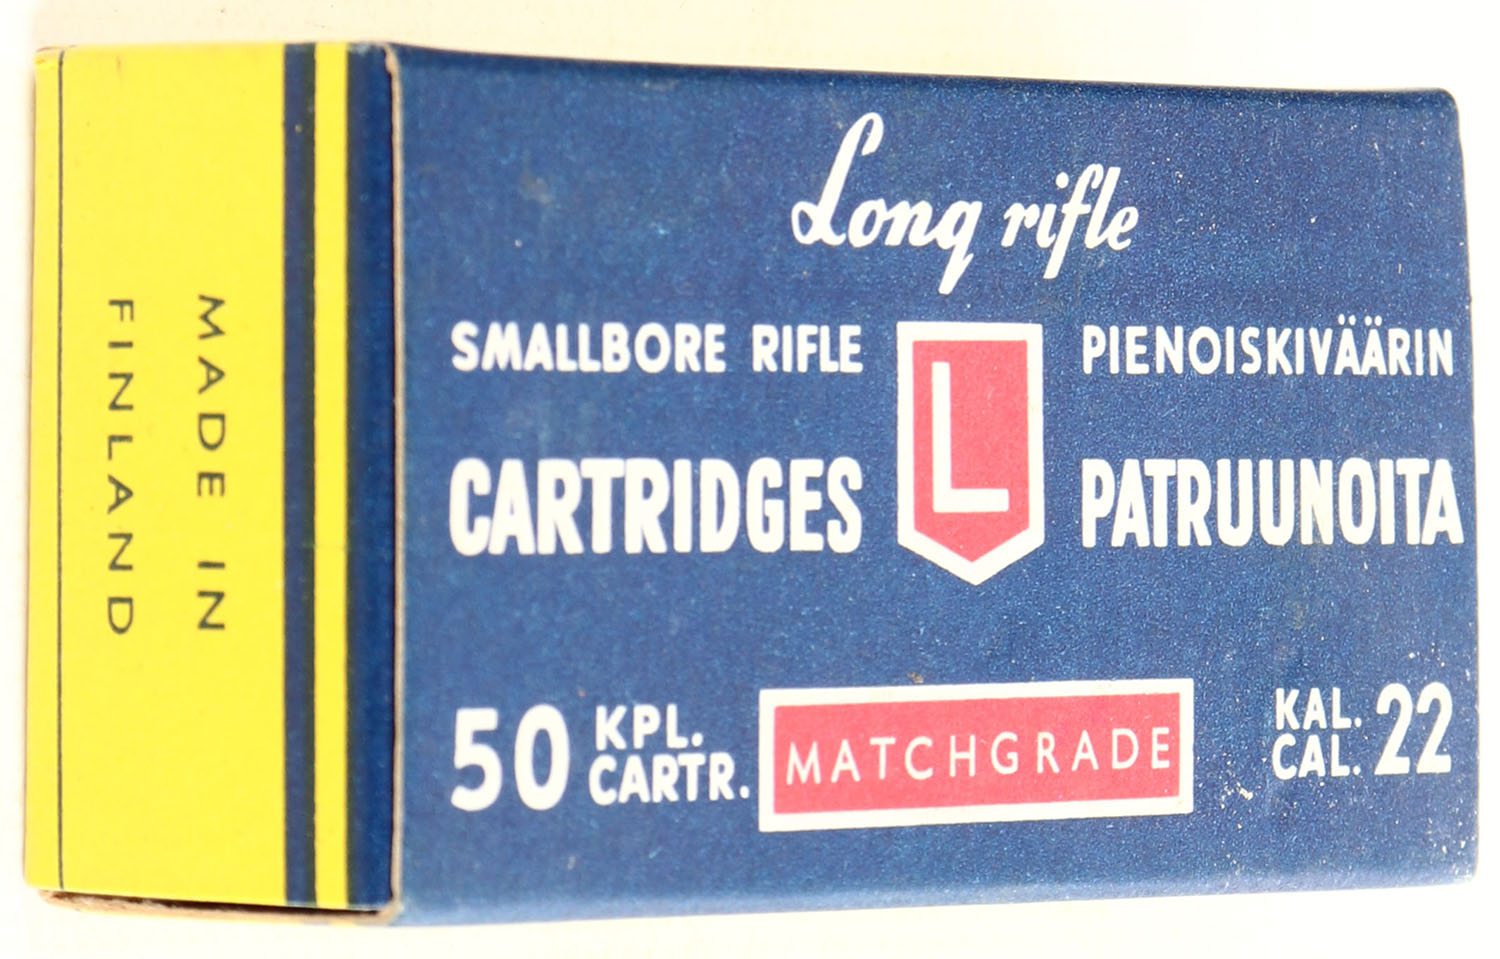 Long rifle
SMALLBORE RIFLE
CARTRIDGES
L
PIENOISKIVÄÄRIN
PATRUUNOITA
50 KPL.
CARTR.
MATCHGRADE
KAL.
CAL. 22
MADE IN
FINLAND